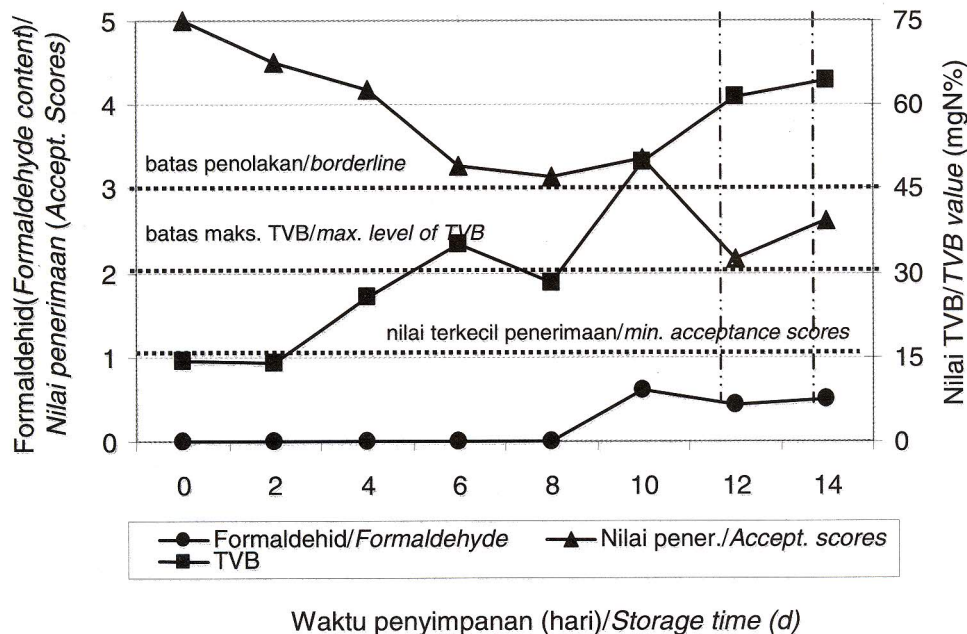 Formaldehid(Formaldehyde content)/
Nilai penerimaan (Accept. Scores)
5
4
3
2
1
0
batas penolakan/borderline
batas maks. TVB/max. level of TVB
nilai terkecil penerimaan/min. acceptance scores
75
60
45
30
15
0
Nilai TVB/TVB value (mgN%)
0 2 4 6 8 10 12 14
Formaldehid/Formaldehyde Nilai pener./Accept. scores
TVB
Waktu penyimpanan (hari)/Storage time (d)